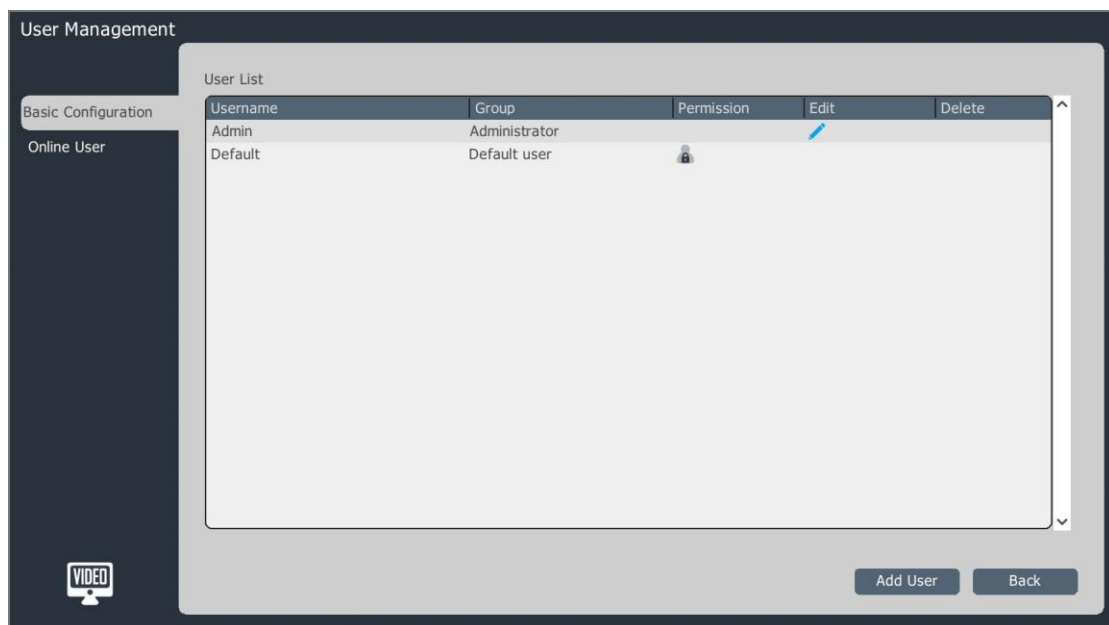 User Management
User List
Basic Configuration
Online User
Username Group Permission Edit Delete
Admin Administrator
Default Default user
VIDEO
Add User Back